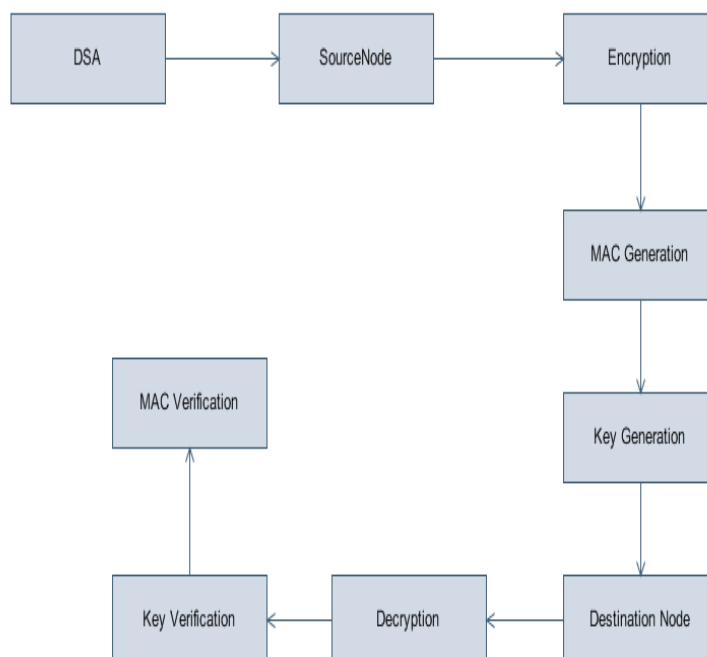 DSA
SourceNode
Encryption
MAC Generation
MAC Verification
Key Generation
Key Verification
Decryption
Destination Node